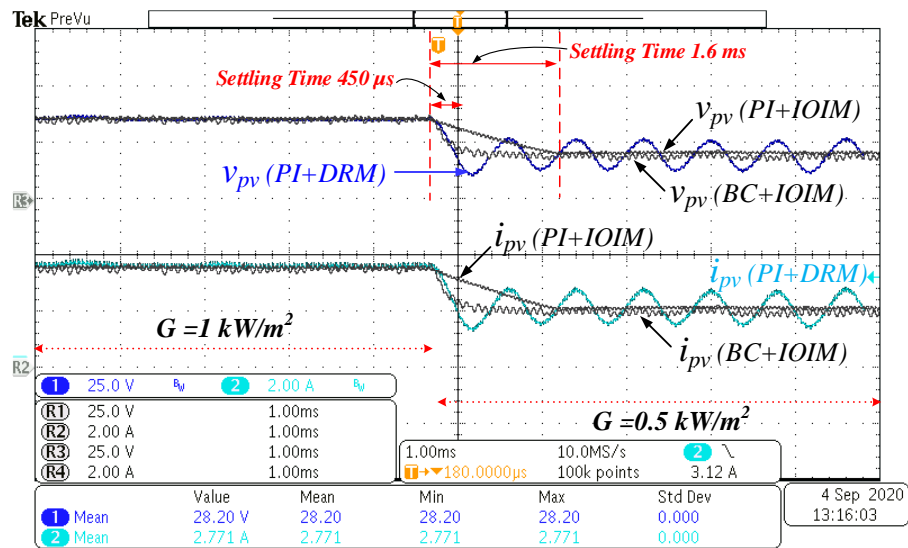 Tek PreVu
T
T
Settling Time 1.6 ms
Settling Time 450 µs
v_pv (PI+IOIM)
v_pv (PI+DRM)
v_pv (BC+IOIM)
R3
i_pv (PI+IOIM)
i_pv (PI+DRM)
G =1 kW/m²
i_pv (BC+IOIM)
R2
1 25.0 V BW 2 2.00 A BW
G =0.5 kW/m²
R1 25.0 V 1.00ms
R2 2.00 A 1.00ms
R3 25.0 V 1.00ms
R4 2.00 A 1.00ms
1.00ms 10.0MS/s 2
T→▼180.0000µs 100k points 3.12 A
Value Mean Min Max Std Dev
1 Mean 28.20 V 28.20 28.20 28.20 0.000
2 Mean 2.771 A 2.771 2.771 2.771 0.000
4 Sep 2020
13:16:03